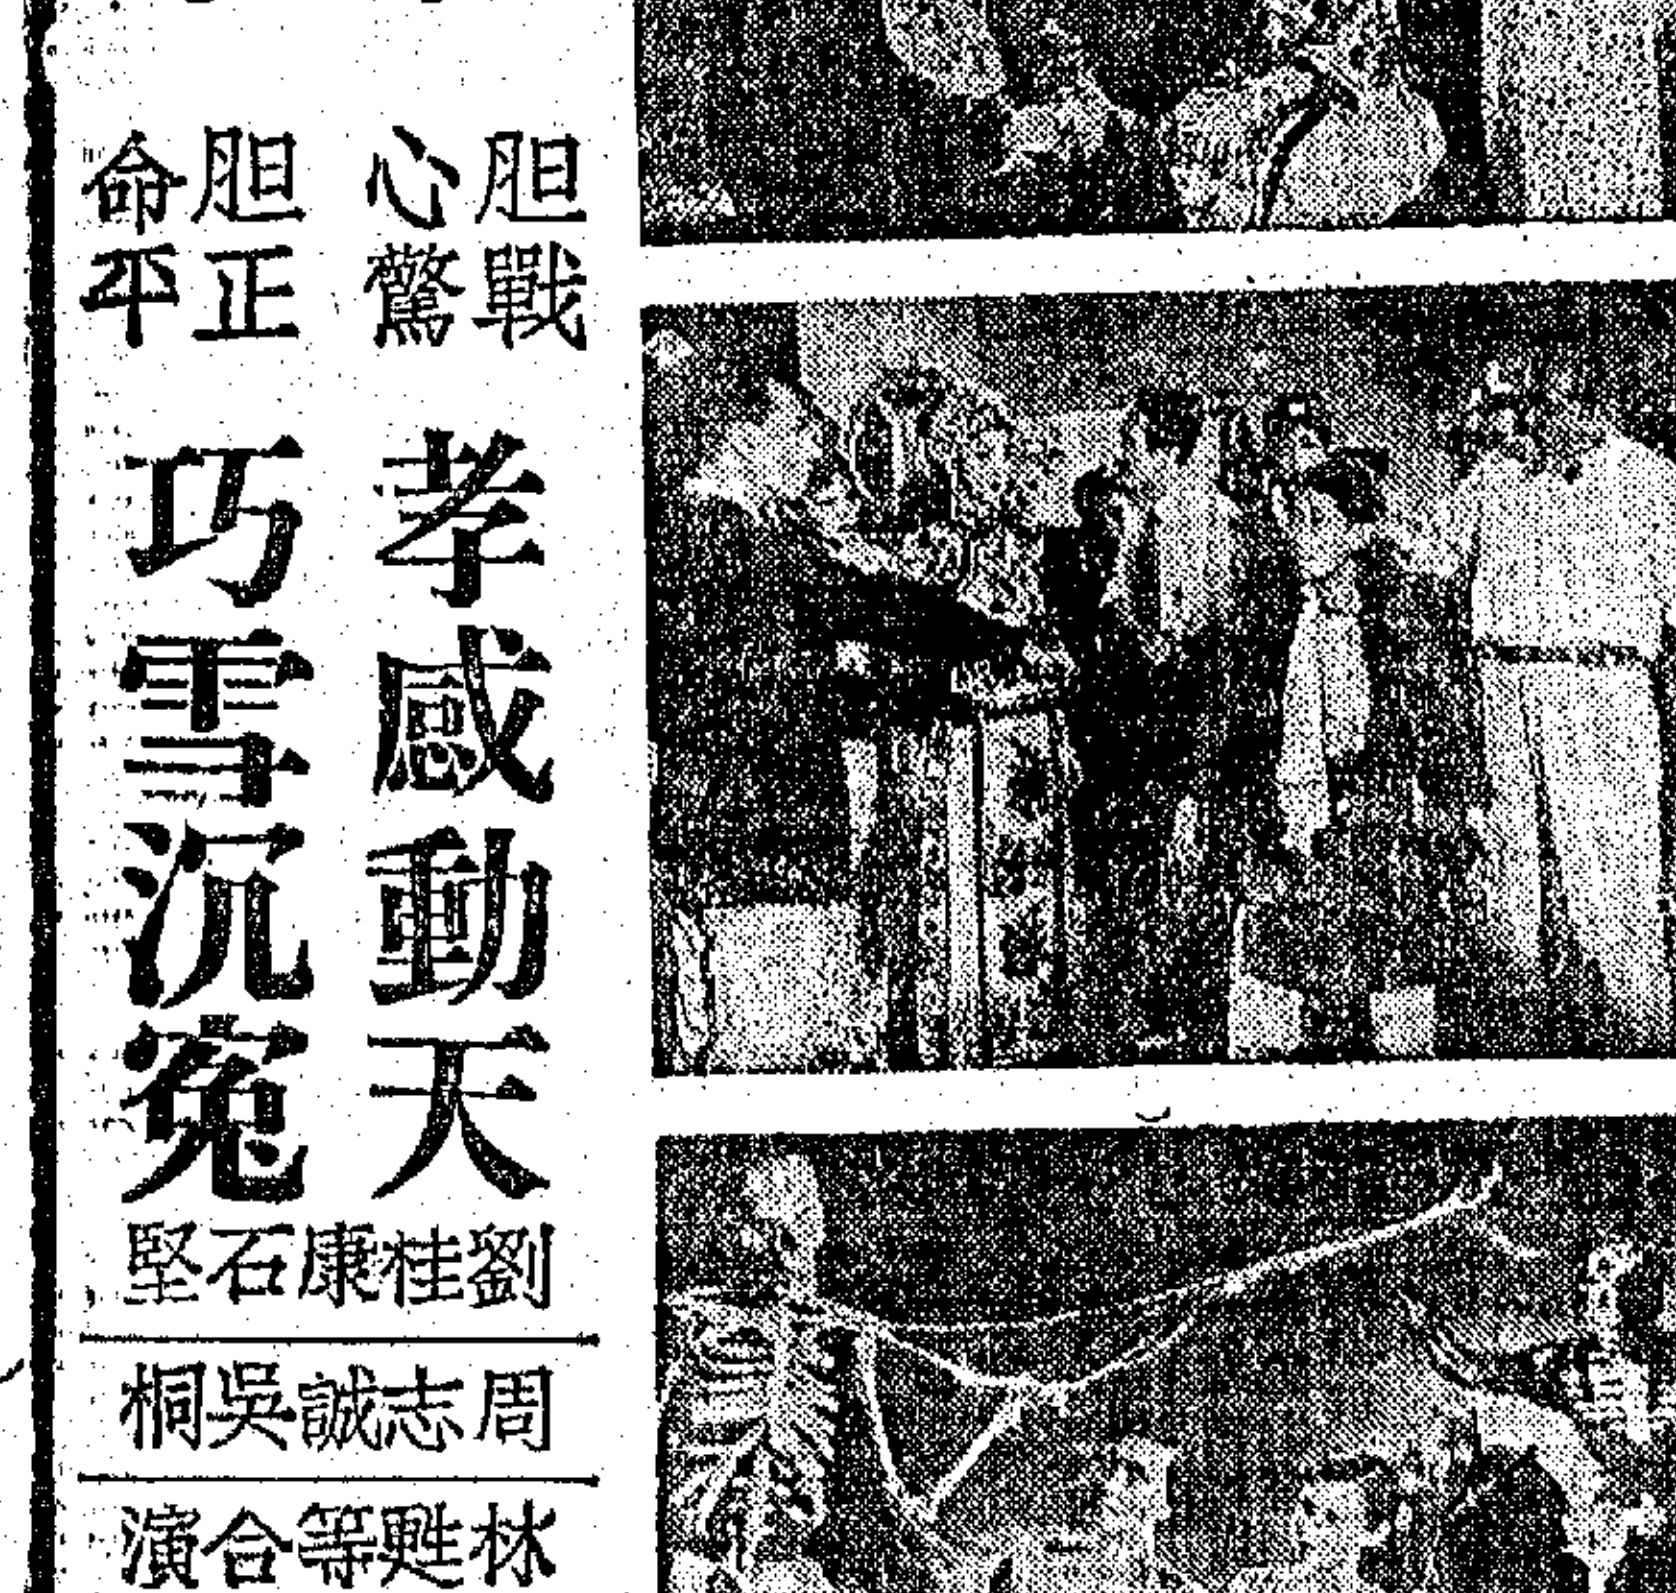 胆戰
心驚
胆正
命平
孝感動天
巧雪沉冤
劉桂康石堅
周志誠吳桐
林甦等合演